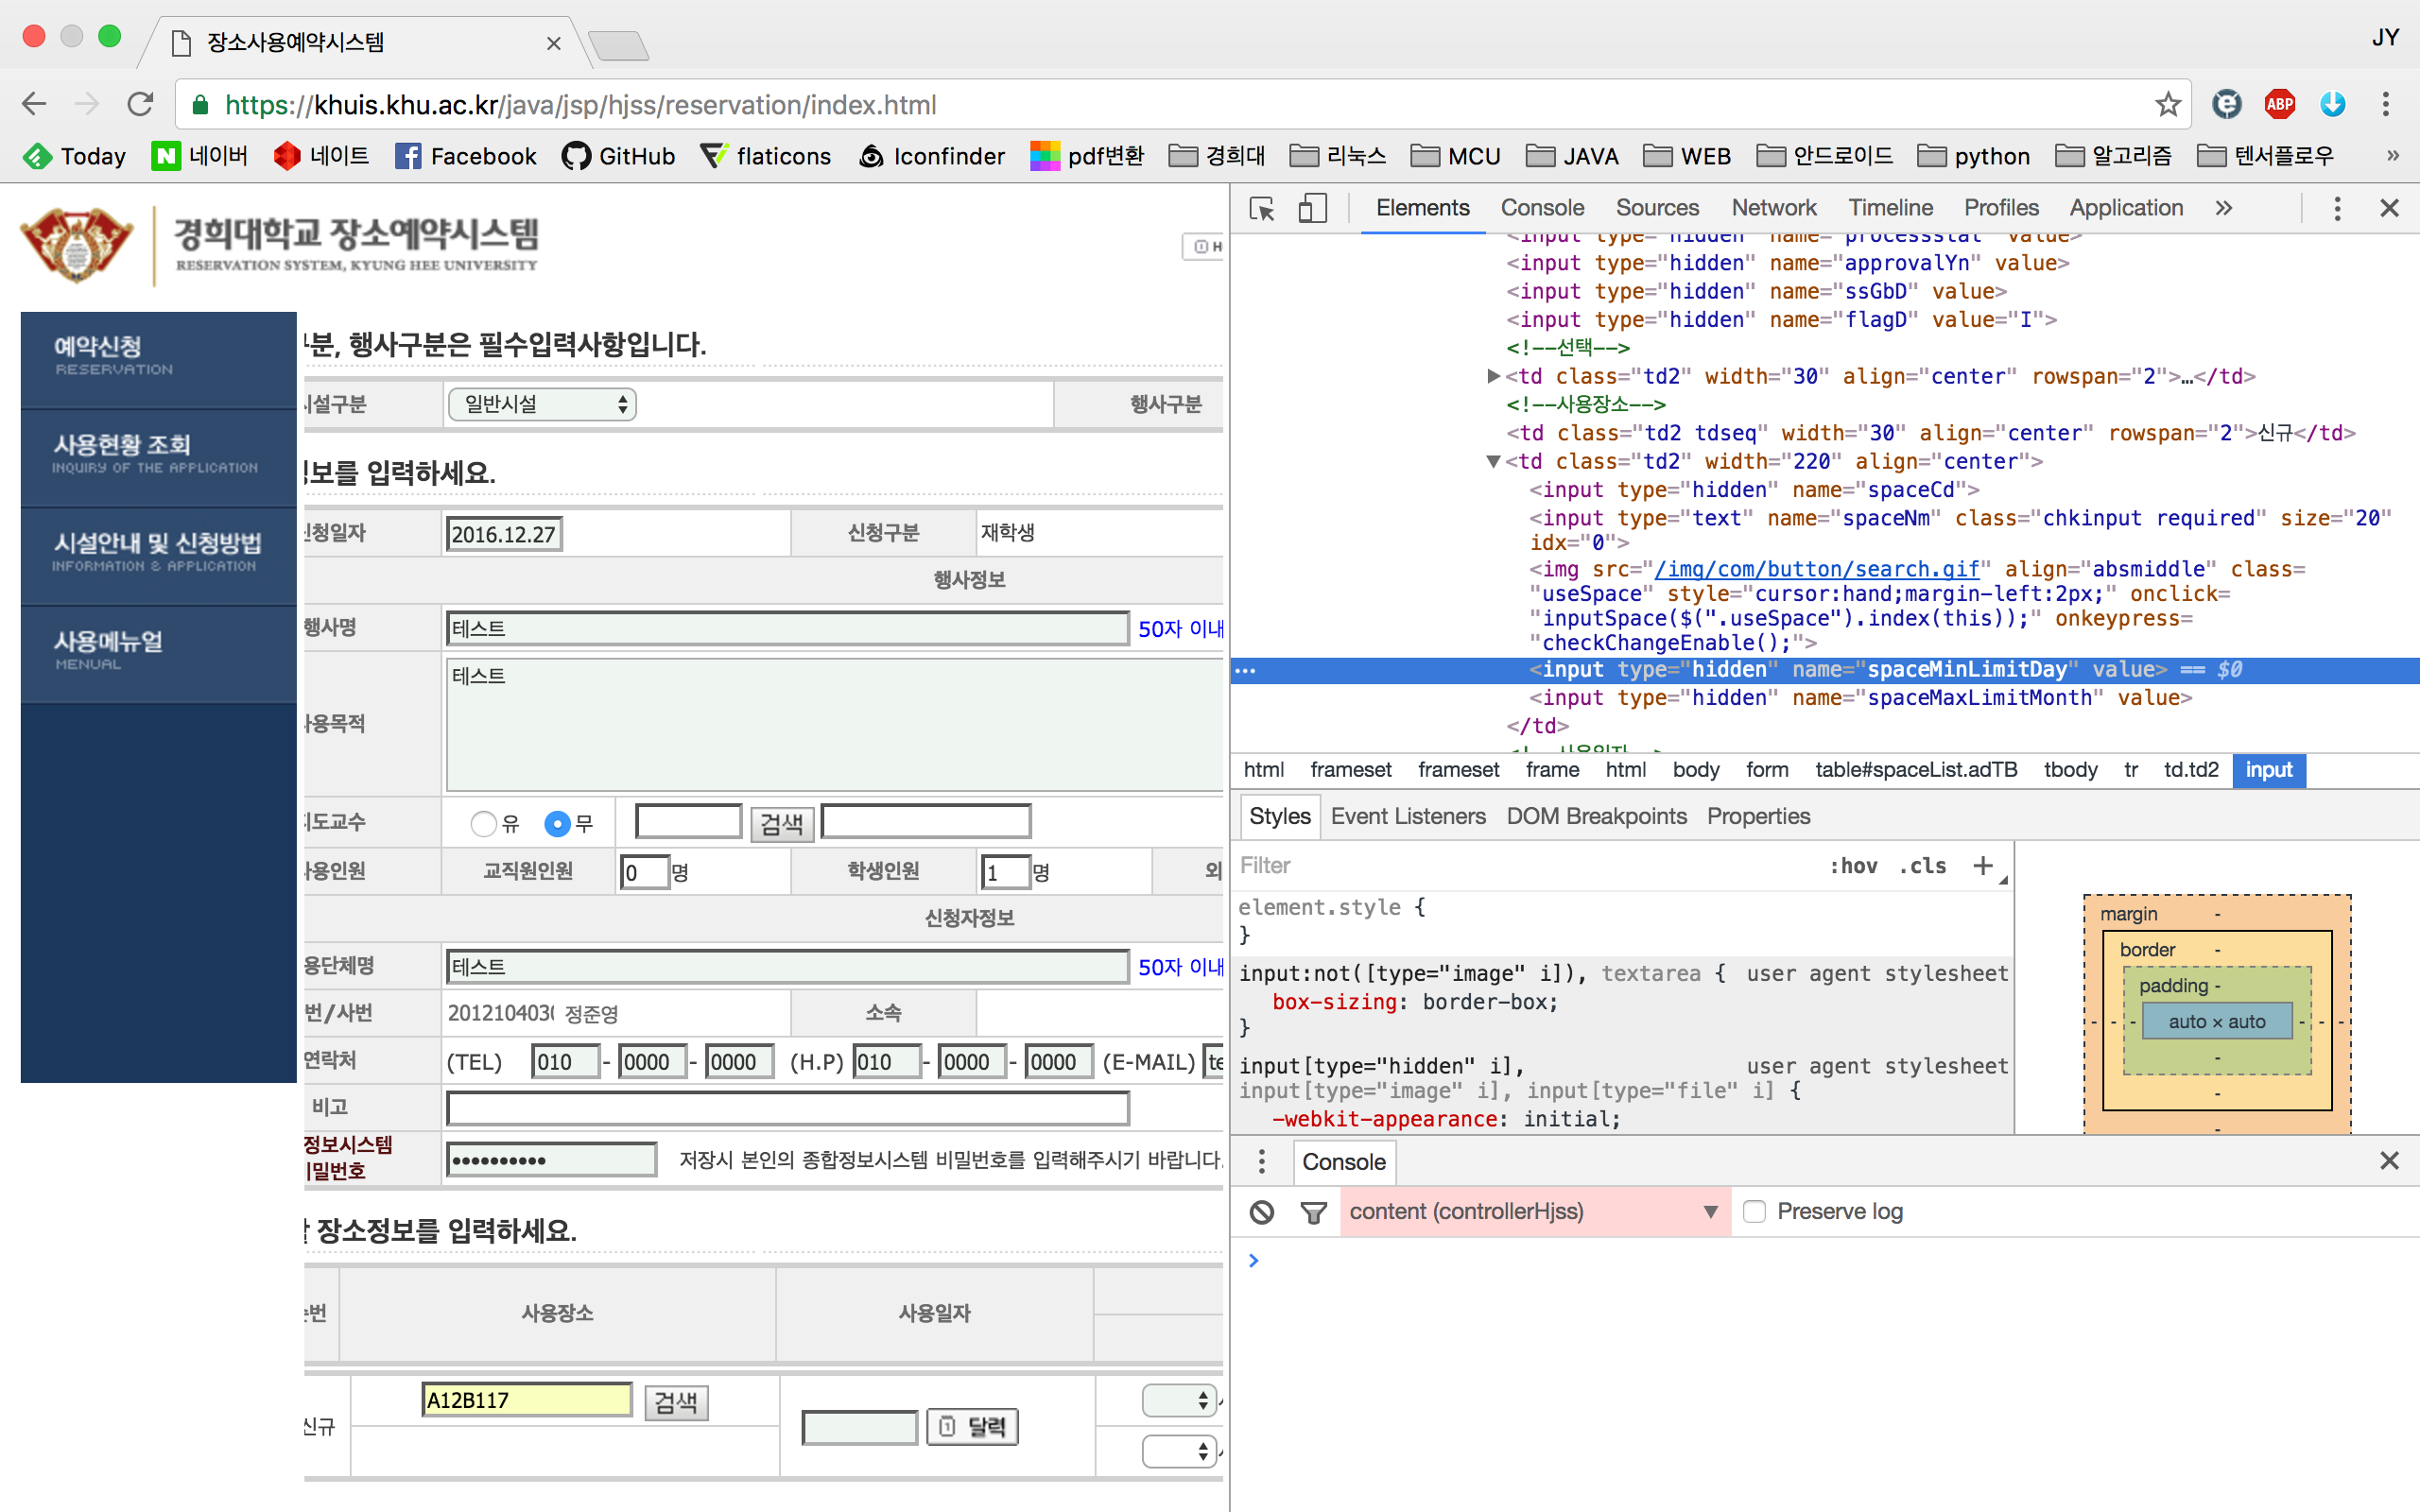 장소사용예약시스템
JY
https://khuis.khu.ac.kr/java/jsp/hjss/reservation/index.html
ABP
Today 네이버 네이트 Facebook GitHub flaticons Iconfinder pdf변환 경희대 리눅스 MCU JAVA WEB 안드로이드 python 알고리즘 텐서플로우 »
경희대학교 장소예약시스템
RESERVATION SYSTEM, KYUNG HEE UNIVERSITY
예약신청
RESERVATION
사용현황 조회
INQUIRY OF THE APPLICATION
시설안내 및 신청방법
INFORMATION & APPLICATION
사용메뉴얼
MENUAL
분, 행사구분은 필수입력사항입니다.
설구분 일반시설 행사구분
보를 입력하세요.
신청일자 2016.12.27 신청구분 재학생
행사정보
행사명 테스트 50자 이내
사용목적 테스트
지도교수 유 무 검색
사용인원 교직원인원 0 명 학생인원 1 명 외
신청자정보
용단체명 테스트 50자 이내
번/사번 201210403 정준영 소속
연락처 (TEL) 010 - 0000 - 0000 (H.P) 010 - 0000 - 0000 (E-MAIL) te
비고
정보시스템
비밀번호 •••••••••• 저장시 본인의 종합정보시스템 비밀번호를 입력해주시기 바랍니다.
장소정보를 입력하세요.
번 사용장소 사용일자
신규 A12B117 검색 달력
Elements Console Sources Network Timeline Profiles Application »
<input type="hidden" name="processStat" value>
<input type="hidden" name="approvalYn" value>
<input type="hidden" name="ssGbD" value>
<input type="hidden" name="flagD" value="I">
<!--선택-->
<td class="td2" width="30" align="center" rowspan="2">…</td>
<!--사용장소-->
<td class="td2 tdseq" width="30" align="center" rowspan="2">신규</td>
<td class="td2" width="220" align="center">
<input type="hidden" name="spaceCd">
<input type="text" name="spaceNm" class="chkinput required" size="20"
idx="0">
<img src="/img/com/button/search.gif" align="absmiddle" class=
"useSpace" style="cursor:hand;margin-left:2px;" onclick=
"inputSpace($(".useSpace").index(this));" onkeypress=
"checkChangeEnable();">
… <input type="hidden" name="spaceMinLimitDay" value> == $0
<input type="hidden" name="spaceMaxLimitMonth" value>
</td>
<!--사용일자-->
html frameset frameset frame html body form table#spaceList.adTB tbody tr td.td2 input
Styles Event Listeners DOM Breakpoints Properties
Filter :hov .cls +
element.style {
}
input:not([type="image" i]), textarea { user agent stylesheet
box-sizing: border-box;
}
input[type="hidden" i], user agent stylesheet
input[type="image" i], input[type="file" i] {
-webkit-appearance: initial;
margin -
border -
padding -
- - - auto × auto - - -
-
-
-
Console
content (controllerHjss) ▼ Preserve log
>